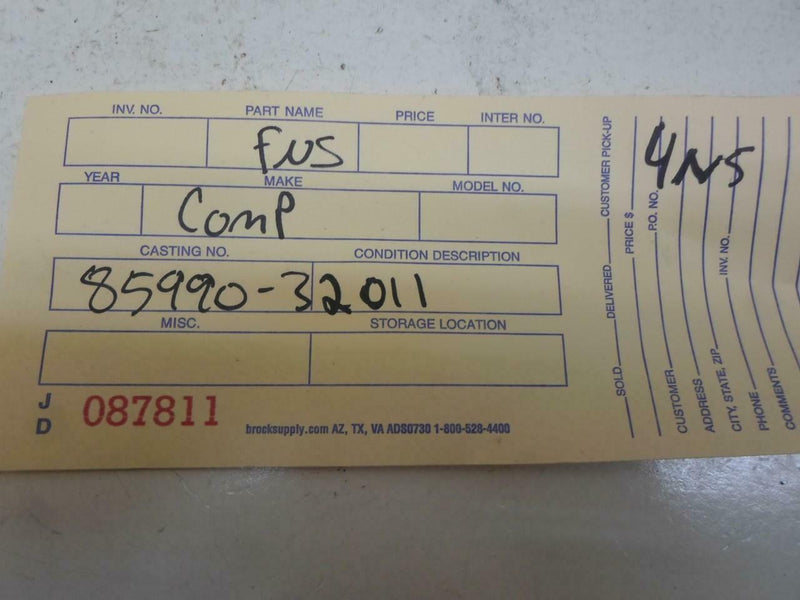 INV. NO. PART NAME PRICE INTER NO.
FNS
YEAR MAKE MODEL NO.
Comp
CASTING NO. CONDITION DESCRIPTION
85990-32011
MISC. STORAGE LOCATION
JD 087811
brocksupply.com AZ, TX, VA ADS0730 1-800-528-4400
SOLD DELIVERED CUSTOMER PICK-UP
PRICE $
P.O. NO.
CUSTOMER
ADDRESS
CITY, STATE, ZIP INV. NO.
PHONE
COMMENTS